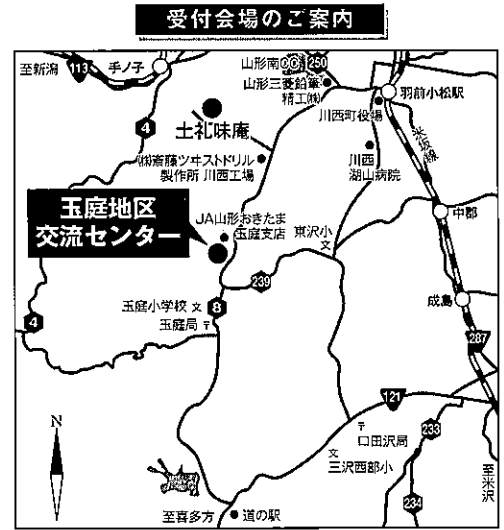 受付会場のご案内
至新潟
113
手ノ子
山形南CC
250
山形三菱鉛筆
精工㈱
羽前小松駅
川西町役場
米坂線
4
土礼味庵
㈱斎藤ツヰストドリル
製作所 川西工場
川西
湖山病院
玉庭地区
交流センター
JA山形おきたま
玉庭支店
東沢小
文
中郡
239
玉庭小学校 文
8
玉庭局 〒
4
成島
287
121
〒
口田沢局
233
文
三沢西部小
N
至米沢
234
至喜多方
道の駅